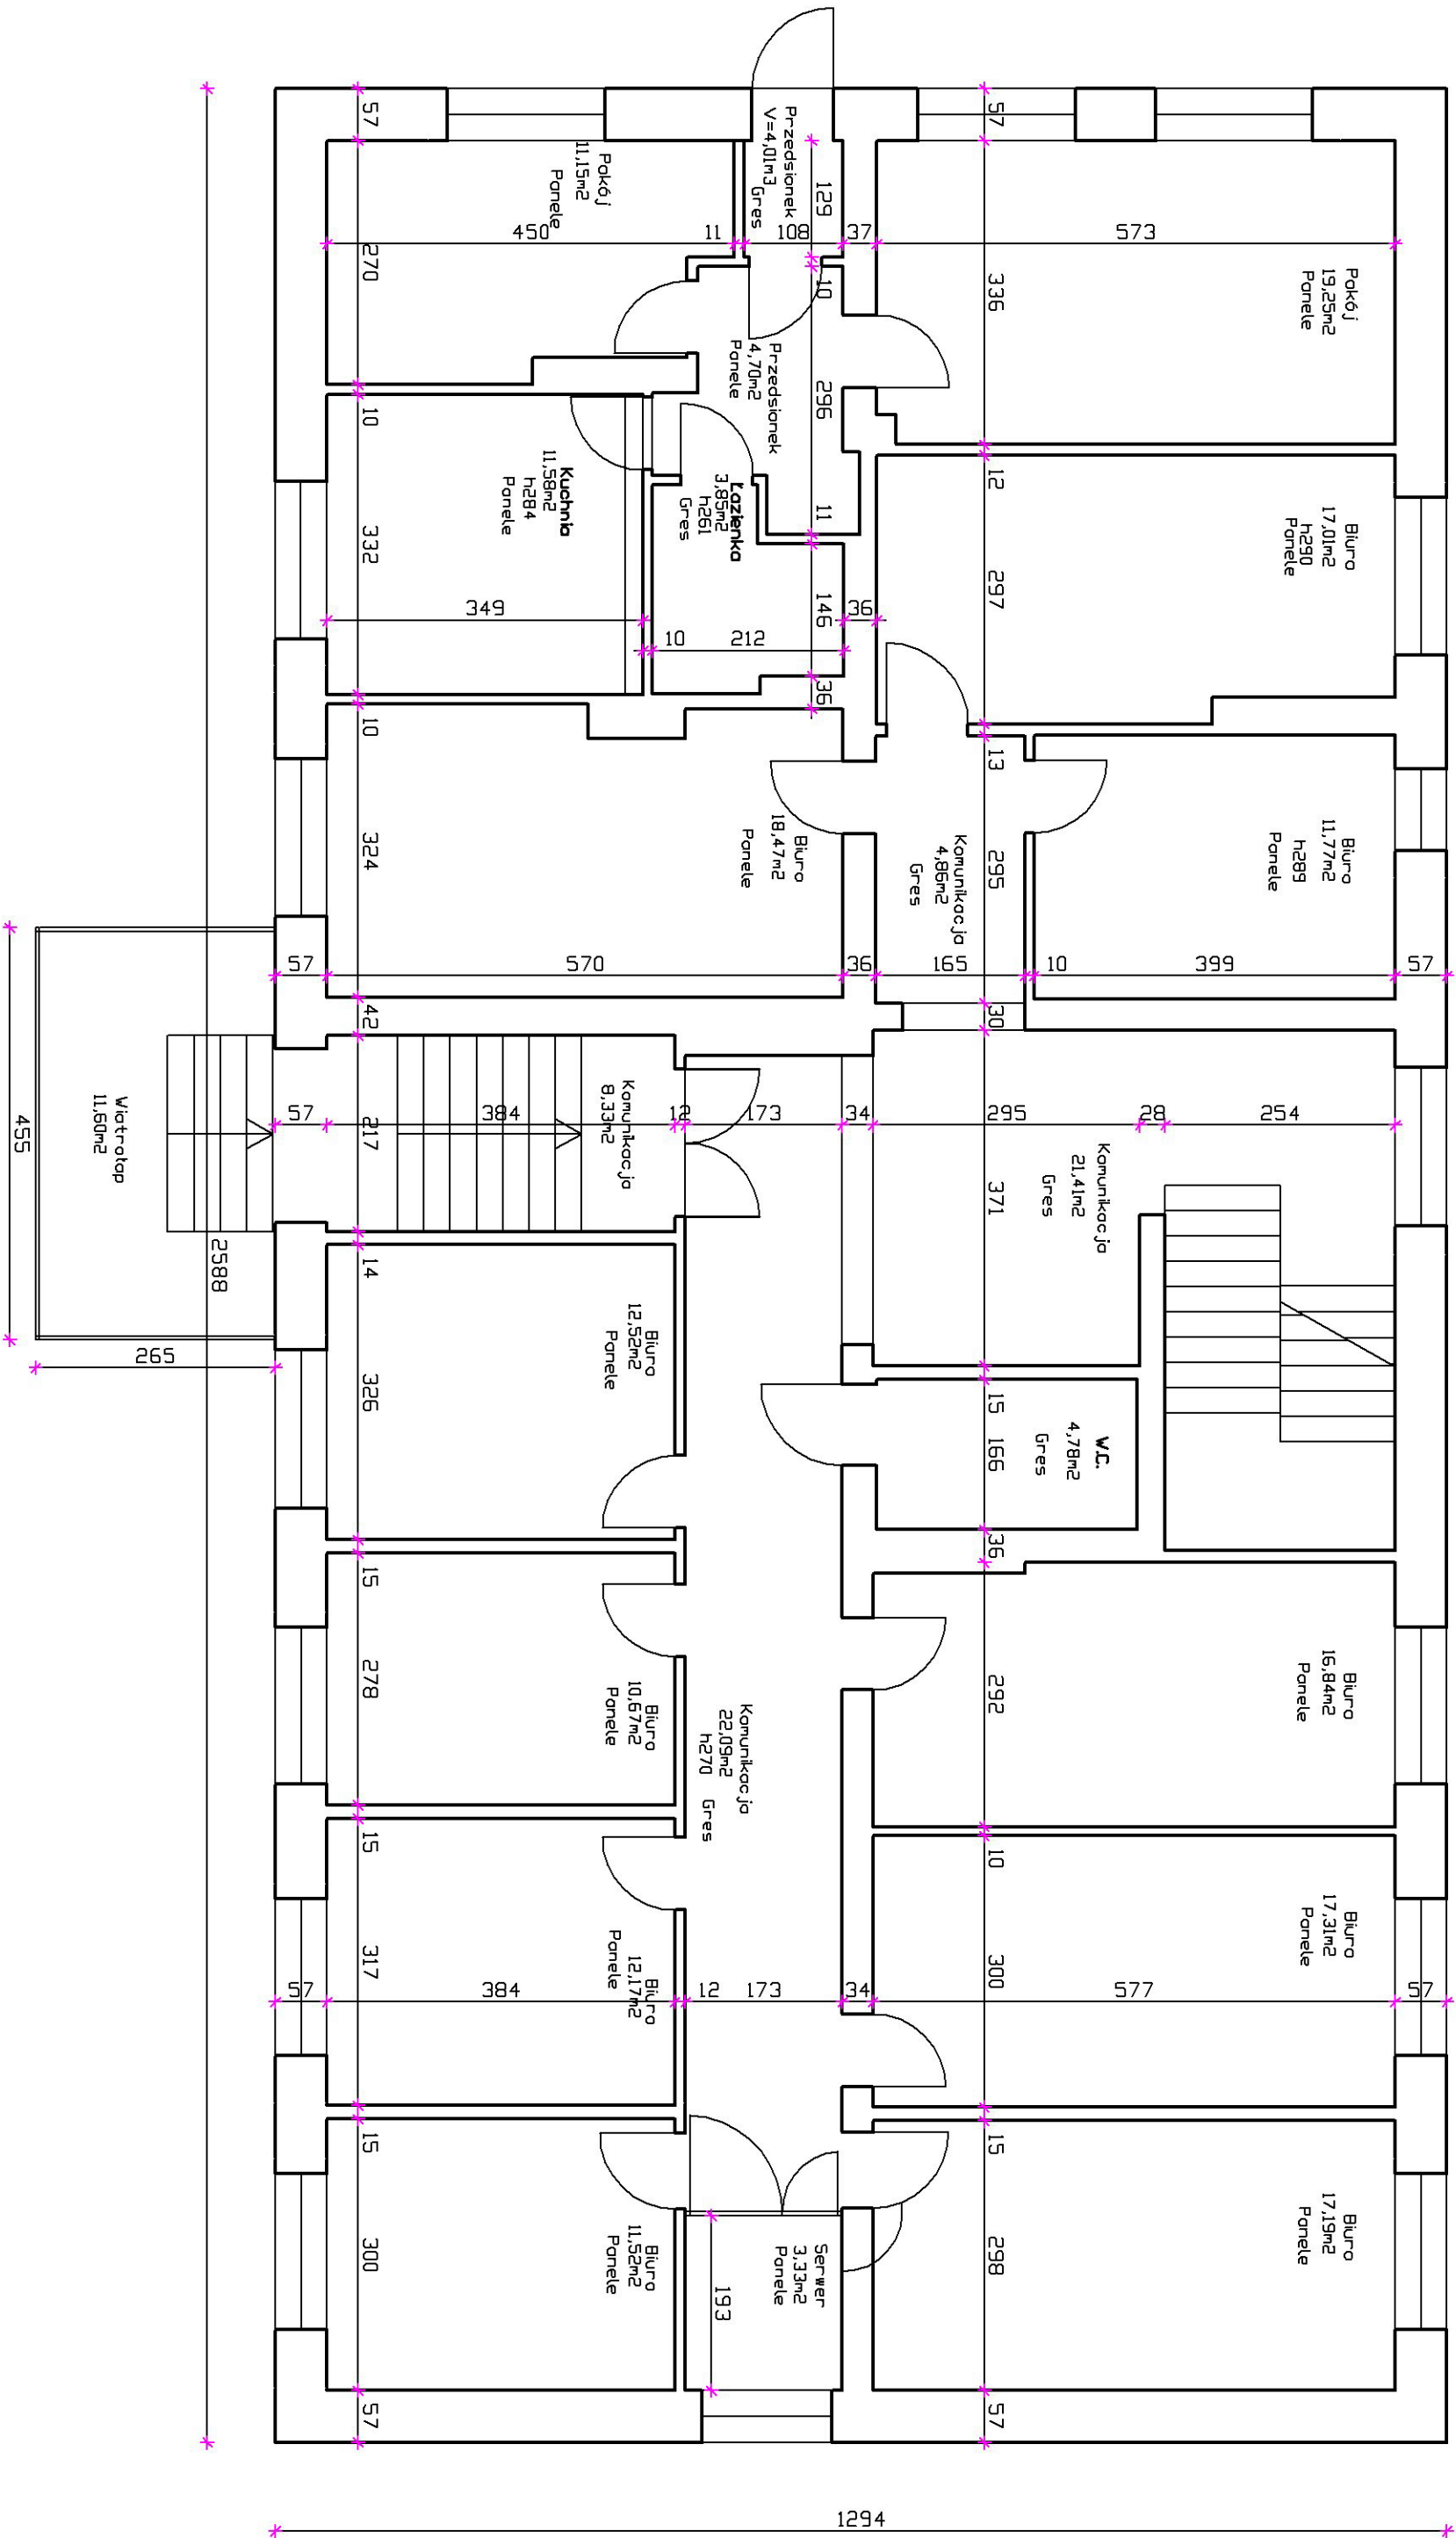 57
Pokój
11,15m2
Panele
Przedsionek
V=4,01m3
Gres
129
57
450
11
108
37
573
270
10
336
Pokój
19,25m2
Panele
Przedsionek
4,70m2
Panele
296
10
Kuchnia
11,58m2
h284
Panele
Łazienka
3,85m2
h261
Gres
11
12
Biuro
17,01m2
h290
Panele
332
297
349
146
36
10
212
36
10
13
324
Biuro
18,47m2
Panele
Komunikacja
4,86m2
Gres
295
Biuro
11,77m2
h289
Panele
57
570
36
165
10
399
57
42
30
Wiatrołap
11,60m2
455
265
2588
57
384
12
173
34
295
28
254
217
Komunikacja
8,33m2
Komunikacja
21,41m2
Gres
371
14
Biuro
12,52m2
Panele
326
15
166
W.C.
4,78m2
Gres
36
15
Biuro
10,67m2
Panele
278
Komunikacja
22,09m2
h270 Gres
292
Biuro
16,84m2
Panele
15
10
Biuro
12,17m2
Panele
317
300
Biuro
17,31m2
Panele
57
384
12
173
34
577
57
15
15
Biuro
11,52m2
Panele
300
Serwer
3,33m2
Panele
193
298
Biuro
17,19m2
Panele
57
57
1294